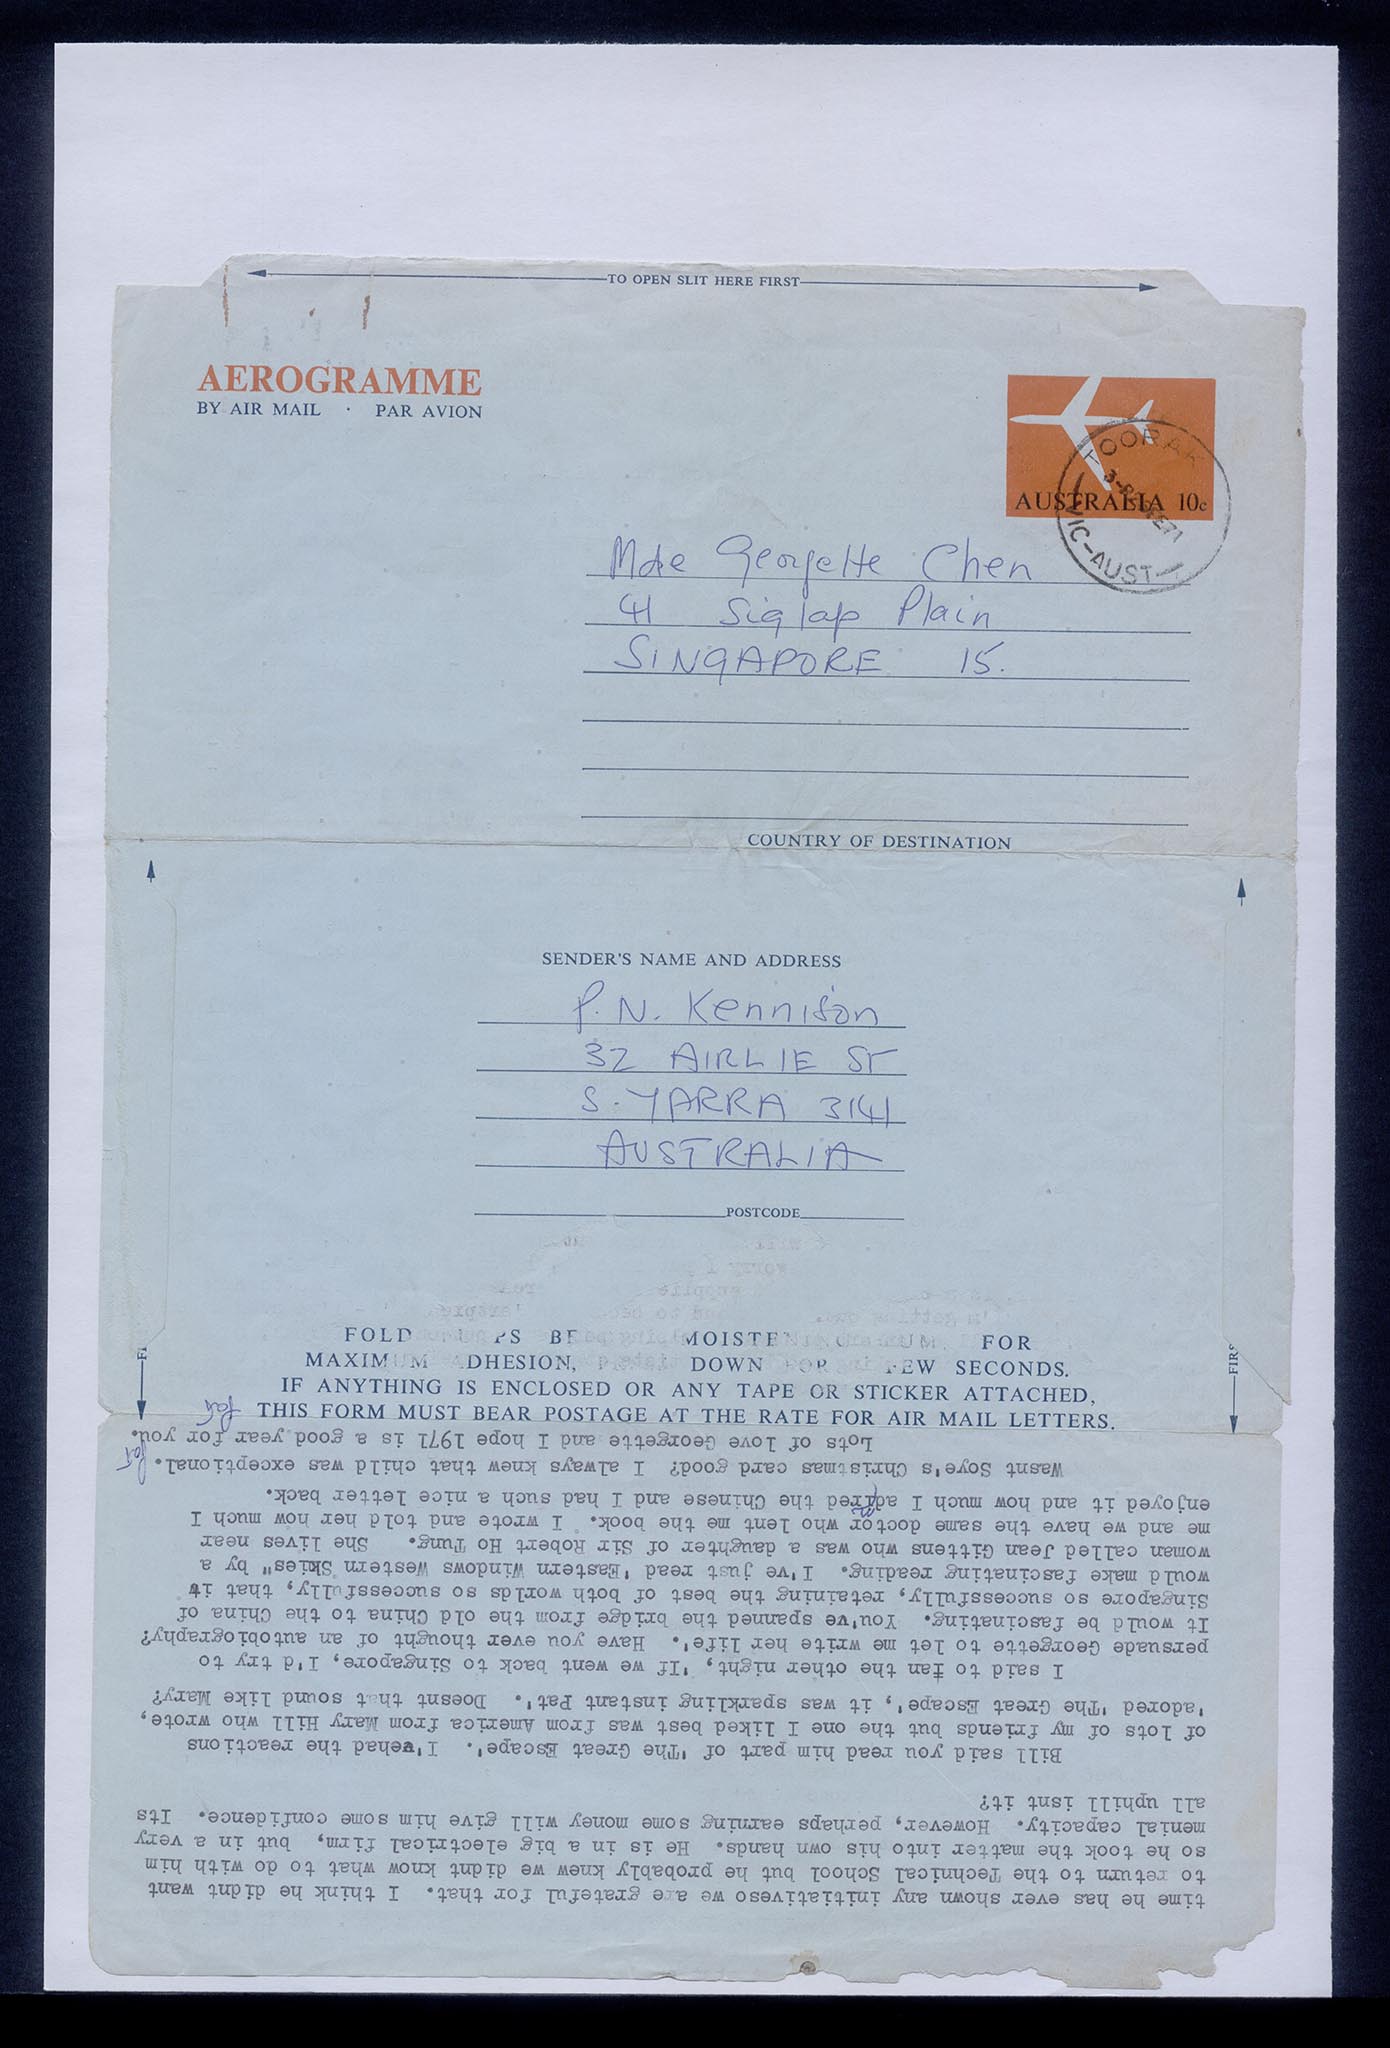 TO OPEN SLIT HERE FIRST
AEROGRAMME
BY AIR MAIL · PAR AVION
AUSTRALIA 10c
TOORAK
VIC-AUST
Mdme Georgette Chen
41 Siglap Plain
SINGAPORE 15.
COUNTRY OF DESTINATION
SENDER'S NAME AND ADDRESS
P. N. Kennison
32 AIRLIE ST
S. YARRA 3141
AUSTRALIA
POSTCODE
FOLD BE MOISTEN FOR
MAXIMUM ADHESION, DOWN FOR FEW SECONDS.
IF ANYTHING IS ENCLOSED OR ANY TAPE OR STICKER ATTACHED,
THIS FORM MUST BEAR POSTAGE AT THE RATE FOR AIR MAIL LETTERS.
FIRS
time he has ever shown any initiativeso we are grateful for that. I think he didnt want
to return to the Technical School but he probably knew we didnt know what to do with him
so he took the matter into his own hands. He is in a big electrical firm, but in a very
menial capacity. However, perhaps earning some money will give him some confidence. Its
all uphill isnt it?
Bill said you read him part of 'The Great Escape'. I'vehad the reactions
of lots of my friends but the one I liked best was from America from Mary Hill who wrote,
'adored 'The Great Escape', it was sparkling instant Pat'. Doesnt that sound like Mary?
I said to Ian the other night, 'If we went back to Singapore, I'd try to
persuade Georgette to let me write her life'. Have you ever thought of an autobiography?
It would be fascinating. You've spanned the bridge from the old China to the China of
Singapore so successfully, retaining the best of both worlds so successfully, that it
would make fascinating reading. I've just read 'Eastern Windows Western Skies" by a
woman called Jean Gittens who was a daughter of Sir Robert Ho Tung. She lives near
me and we have the same doctor who lent me the book. I wrote and told her how much I
enjoyed it and how much I admired the Chinese and I had such a nice letter back.
Wasnt Soye's Christmas card good? I always knew that child was exceptional.
Lots of love Georgette and I hope 1971 is a good year for you.
Pat
Pat